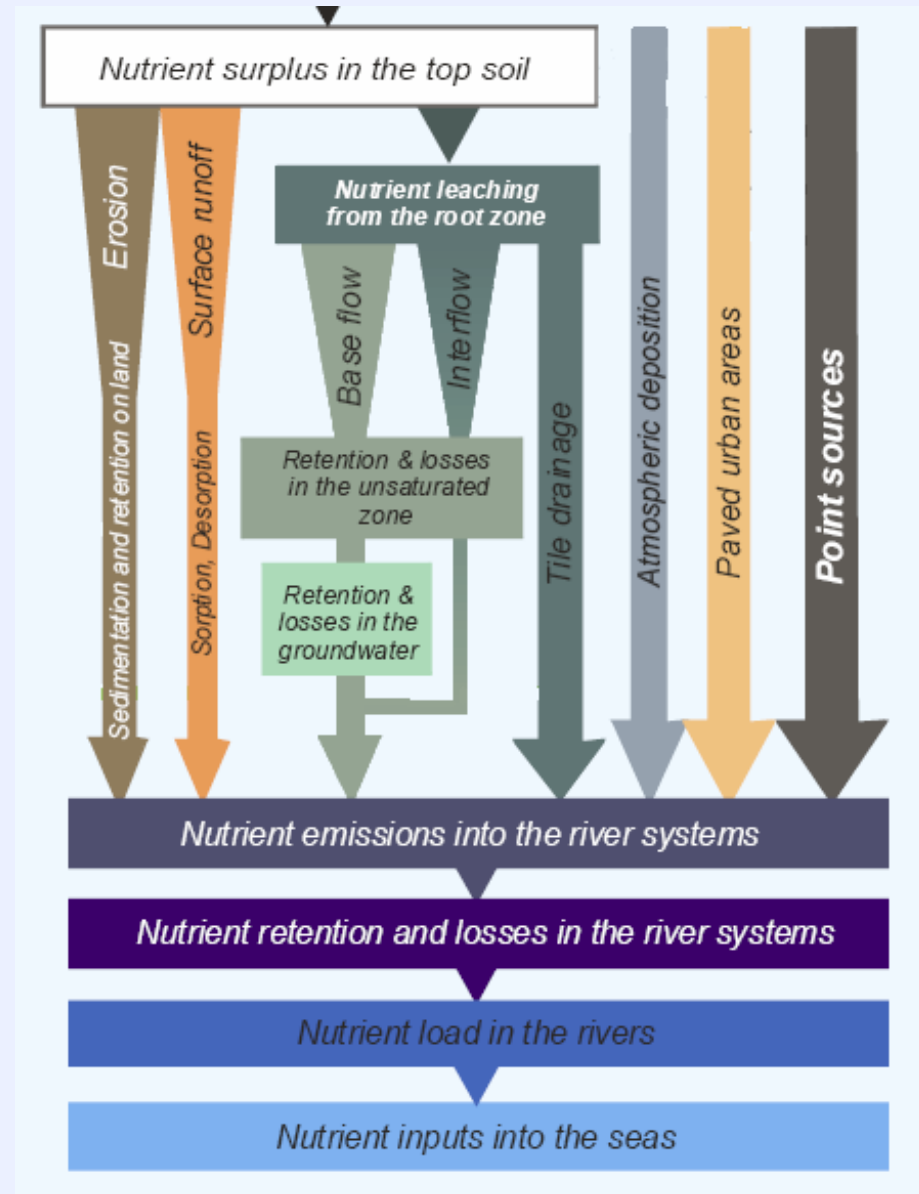 Nutrient surplus in the top soil
Erosion
Sedimentation and retention on land
Surface runoff
Sorption, Desorption
Nutrient leaching
from the root zone
Base flow
Interflow
Retention & losses
in the unsaturated
zone
Retention &
losses in the
groundwater
Tile drainage
Atmospheric deposition
Paved urban areas
Point sources
Nutrient emissions into the river systems
Nutrient retention and losses in the river systems
Nutrient load in the rivers
Nutrient inputs into the seas